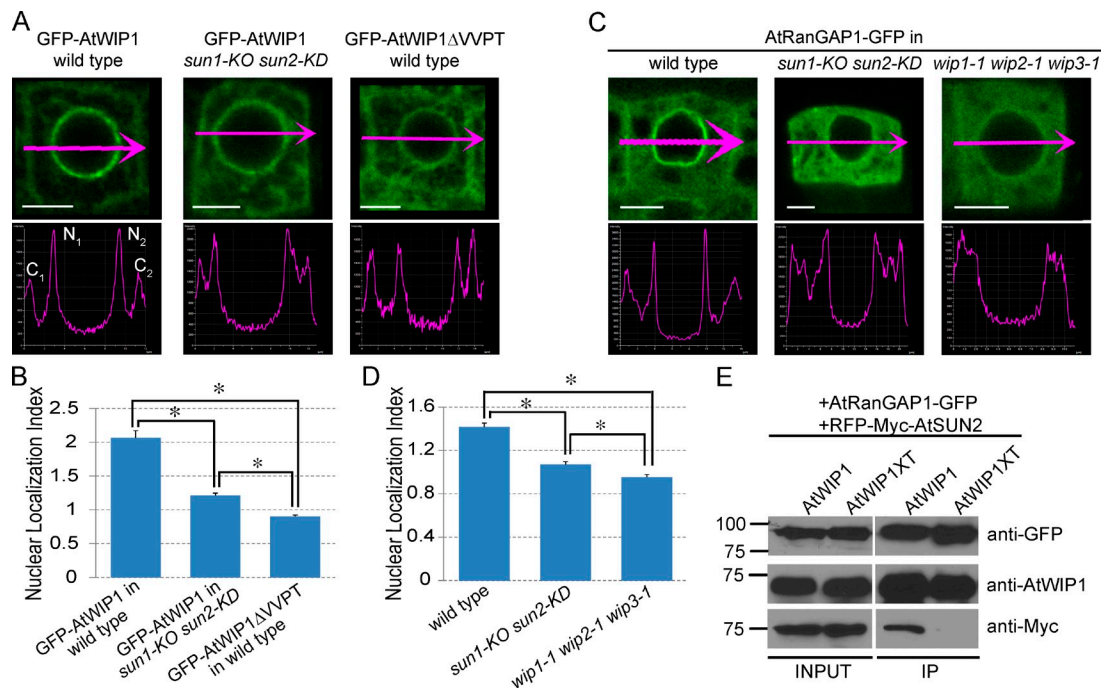 A
GFP-AtWIP1
wild type
GFP-AtWIP1
sun1-KO sun2-KD
GFP-AtWIP1ΔVVPT
wild type
C₁
N₁
N₂
C₂
B
Nuclear Localization Index
2.5
2
1.5
1
0.5
0
*
*
*
GFP-AtWIP1 in
wild type
GFP-AtWIP1 in
sun1-KO sun2-KD
GFP-AtWIP1ΔVVPT
in wild type
C
AtRanGAP1-GFP in
wild type
sun1-KO sun2-KD
wip1-1 wip2-1 wip3-1
D
Nuclear Localization Index
1.6
1.2
0.8
0.4
0
*
*
*
wild type
sun1-KO sun2-KD
wip1-1 wip2-1 wip3-1
E
+AtRanGAP1-GFP
+RFP-Myc-AtSUN2
AtWIP1
AtWIP1XT
AtWIP1
AtWIP1XT
100
75
anti-GFP
75
anti-AtWIP1
75
anti-Myc
INPUT
IP